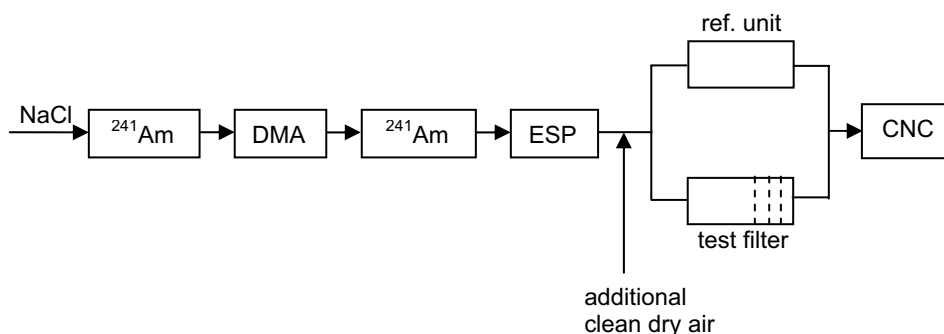 ref. unit
NaCl
²⁴¹Am
DMA
²⁴¹Am
ESP
CNC
test filter
additional
clean dry air